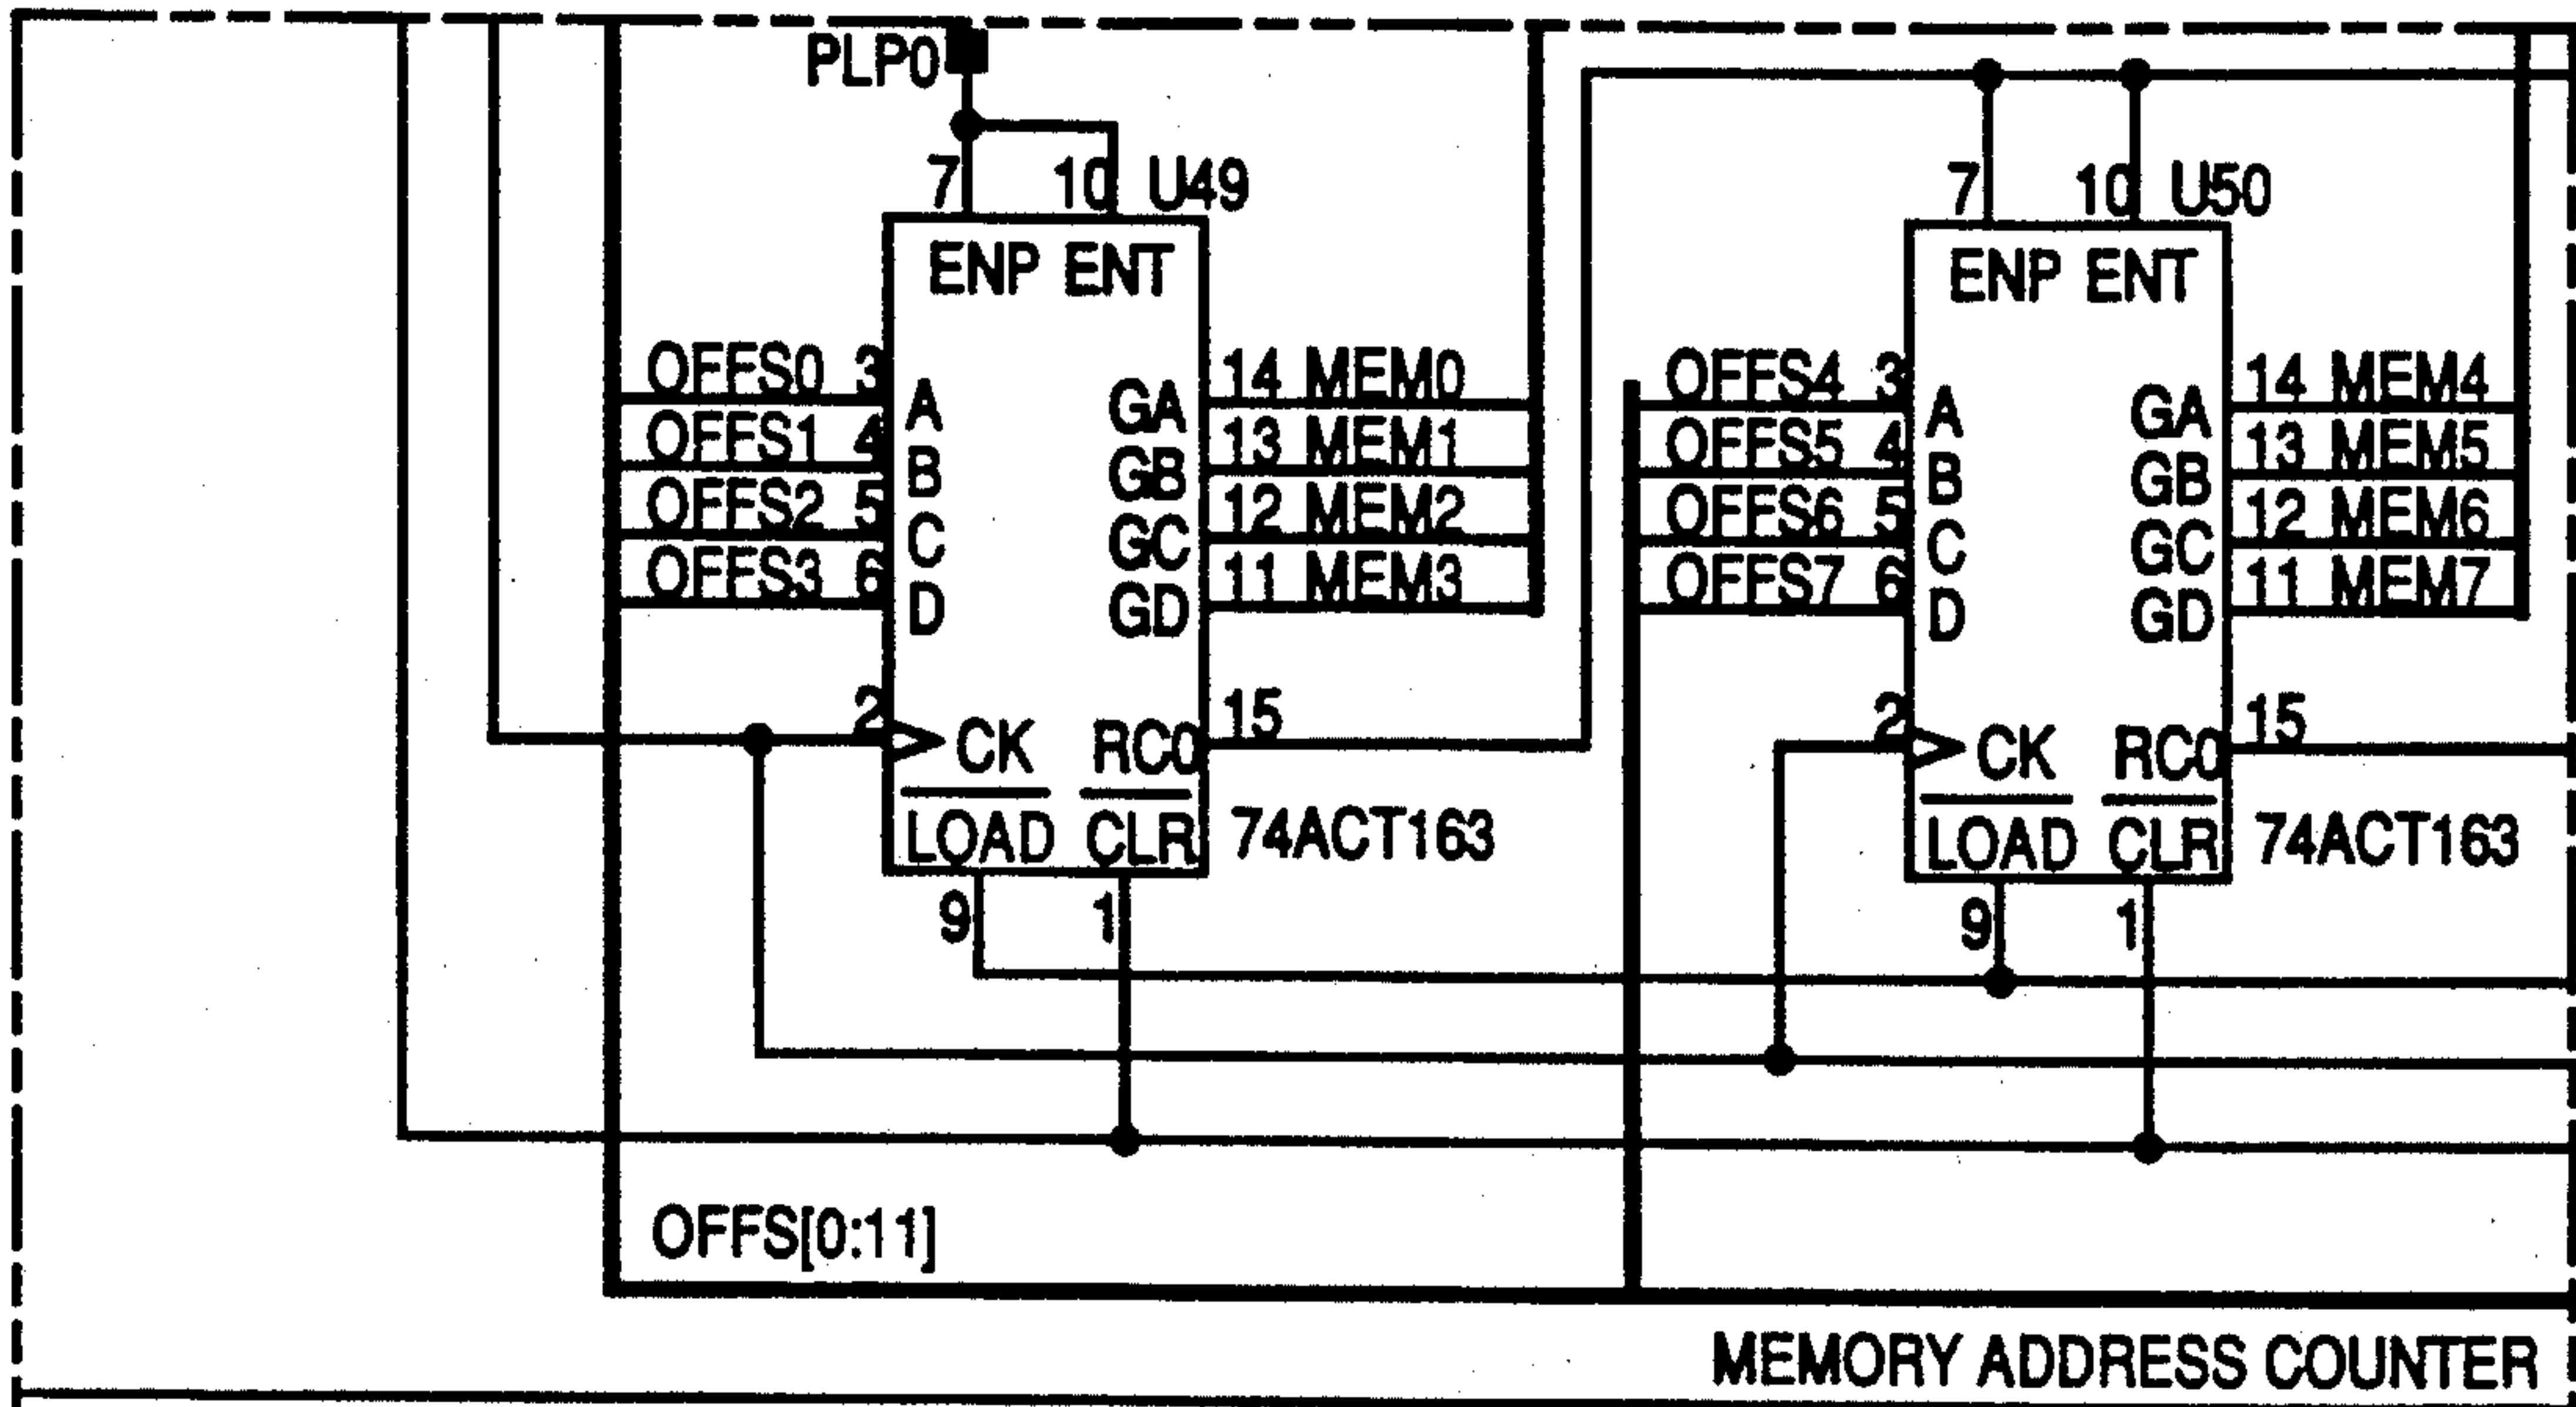 PLP0
7 10 U49
ENP ENT
OFFS0 3 A GA 14 MEM0
OFFS1 4 B GB 13 MEM1
OFFS2 5 C GC 12 MEM2
OFFS3 6 D GD 11 MEM3
2 CK RC0 15
LOAD CLR 74ACT163
9 1
7 10 U50
ENP ENT
OFFS4 3 A GA 14 MEM4
OFFS5 4 B GB 13 MEM5
OFFS6 5 C GC 12 MEM6
OFFS7 6 D GD 11 MEM7
2 CK RC0 15
LOAD CLR 74ACT163
9 1
OFFS[0:11]
MEMORY ADDRESS COUNTER